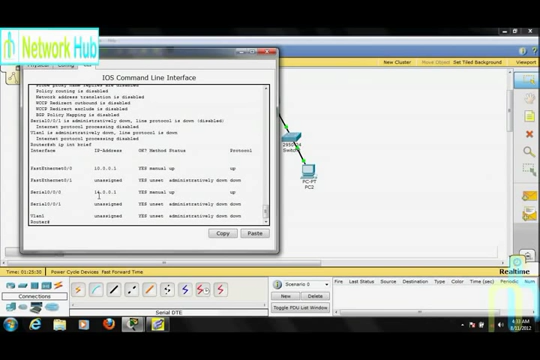 Network Hub
Physical Config
IOS Command Line Interface
New Cluster Move Object Set Tiled Background Viewport
Policy routing is disabled
Network address translation is disabled
WCCP Redirect outbound is disabled
WCCP Redirect exclude is disabled
BGP Policy Mapping is disabled
Serial0/0/1 is administratively down, line protocol is down (disabled)
Internet protocol processing disabled
Vlan1 is administratively down, line protocol is down
Internet protocol processing disabled
Router#sh ip int brief
Interface IP-Address OK? Method Status Protocol
FastEthernet0/0 10.0.0.1 YES manual up up
FastEthernet0/1 unassigned YES unset administratively down down
Serial0/0/0 YES manual up up
Serial0/0/1 unassigned YES unset administratively down down
Vlan1 unassigned YES unset administratively down down
Router#
Copy Paste
Switch
PC-PT
PC2
Time: 01:25:30 Power Cycle Devices Fast Forward Time
Realtime
Connections
Serial DTE
Scenario 0
New Delete
Toggle PDU List Window
Fire Last Status Source Destination Type Color Time (sec) Periodic